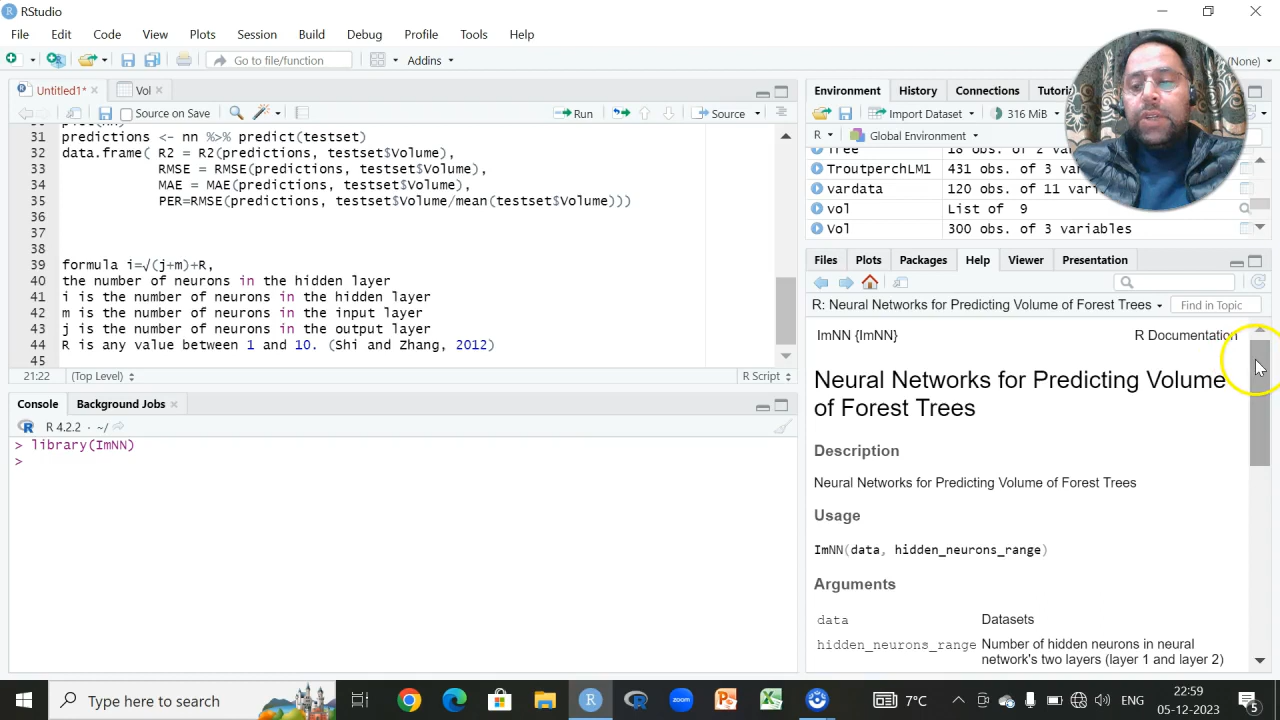 RStudio
File Edit Code View Plots Session Build Debug Profile Tools Help
Go to file/function Addins (None)
Untitled1* Vol
Source on Save Run Source
31 predictions <- nn %>% predict(testset)
32 data.frame( R2 = R2(predictions, testset$Volume),
33 RMSE = RMSE(predictions, testset$Volume),
34 MAE = MAE(predictions, testset$Volume),
35 PER=RMSE(predictions, testset$Volume/mean(testset$Volume)))
36
37
38
39 formula i=√(j+m)+R,
40 the number of neurons in the hidden layer
41 i is the number of neurons in the hidden layer
42 m is the number of neurons in the input layer
43 j is the number of neurons in the output layer
44 R is any value between 1 and 10. (Shi and Zhang, 2012)
45
21:22 (Top Level) R Script
Console Background Jobs
R 4.2.2 · ~/
> library(ImNN)
>
Environment History Connections Tutori
Import Dataset 316 MiB
R Global Environment
Tree 18 obs. of 2 va
TroutperchLM1 431 obs. of 3 variables
vardata 120 obs. of 11 varia
vol List of 9
Vol 300 obs. of 3 variables
Files Plots Packages Help Viewer Presentation
R: Neural Networks for Predicting Volume of Forest Trees Find in Topic
ImNN {ImNN} R Documentation
Neural Networks for Predicting Volume
of Forest Trees
Description
Neural Networks for Predicting Volume of Forest Trees
Usage
ImNN(data, hidden_neurons_range)
Arguments
data Datasets
hidden_neurons_range Number of hidden neurons in neural
network's two layers (layer 1 and layer 2)
Type here to search
7°C ENG
22:59
05-12-2023
5